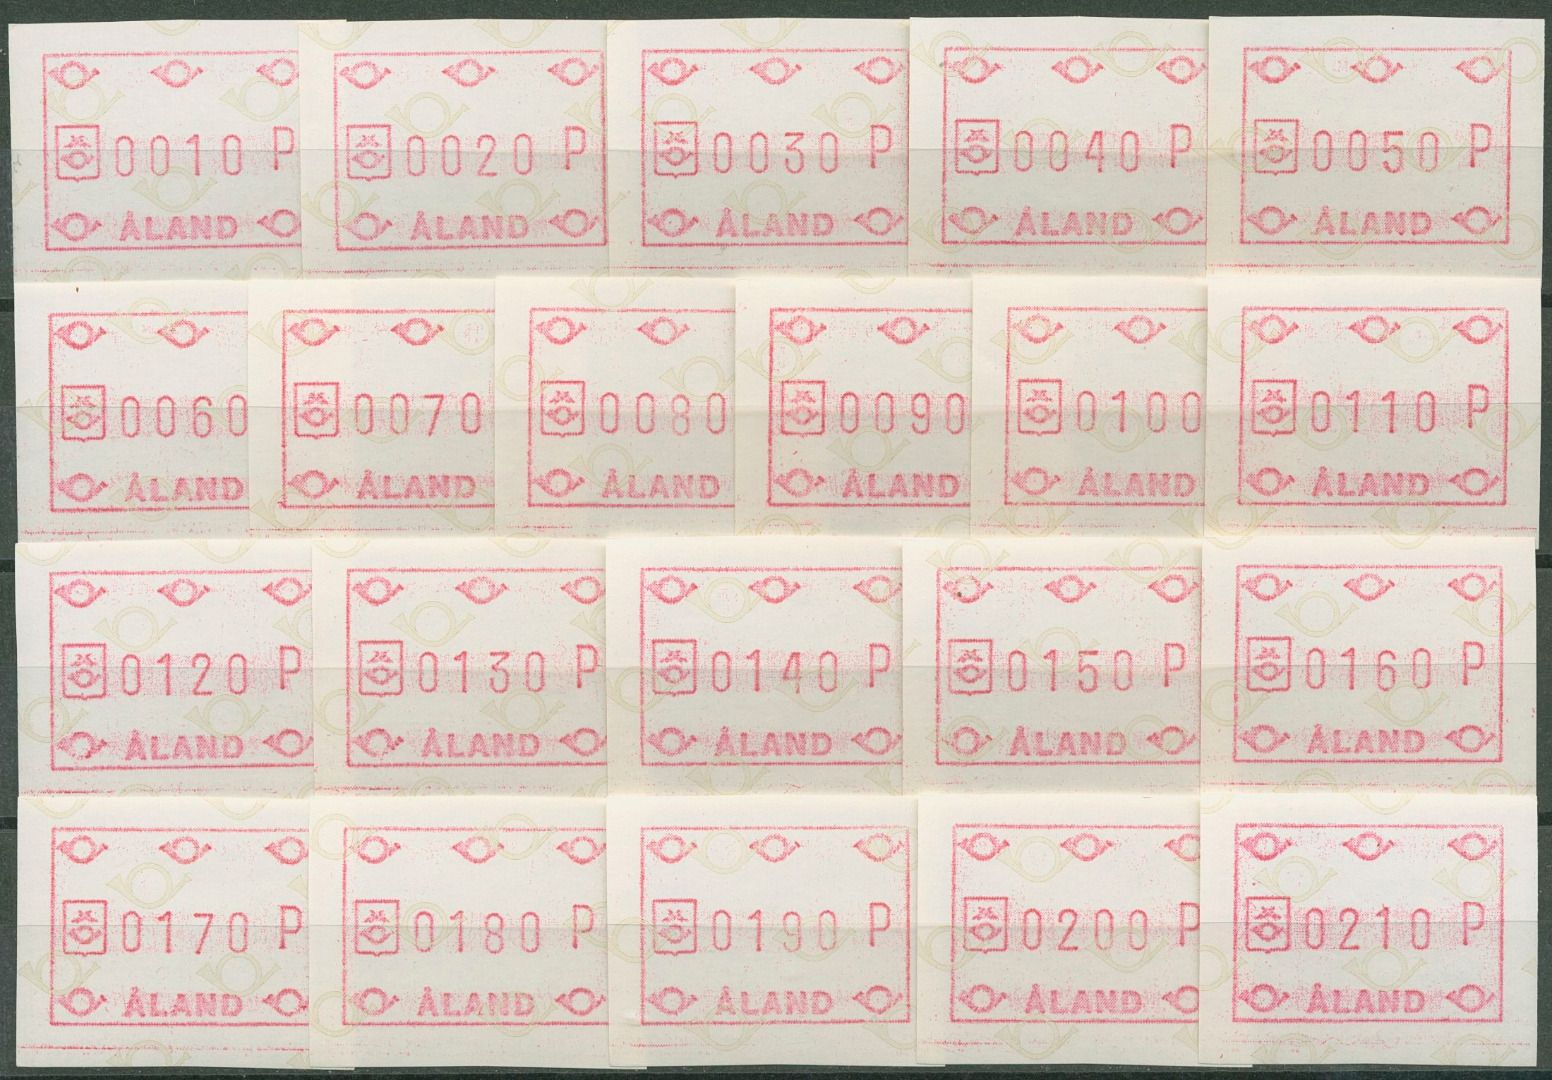 0010 P
ÅLAND
0020 P
ÅLAND
0030 P
ÅLAND
0040 P
ÅLAND
0050 P
ÅLAND
0060
ÅLAND
0070
ÅLAND
0080
ÅLAND
0090
ÅLAND
0100
ÅLAND
0110 P
ÅLAND
0120 P
ÅLAND
0130 P
ÅLAND
0140 P
ÅLAND
0150 P
ÅLAND
0160 P
ÅLAND
0170 P
ÅLAND
0180 P
ÅLAND
0190 P
ÅLAND
0200 P
ÅLAND
0210 P
ÅLAND